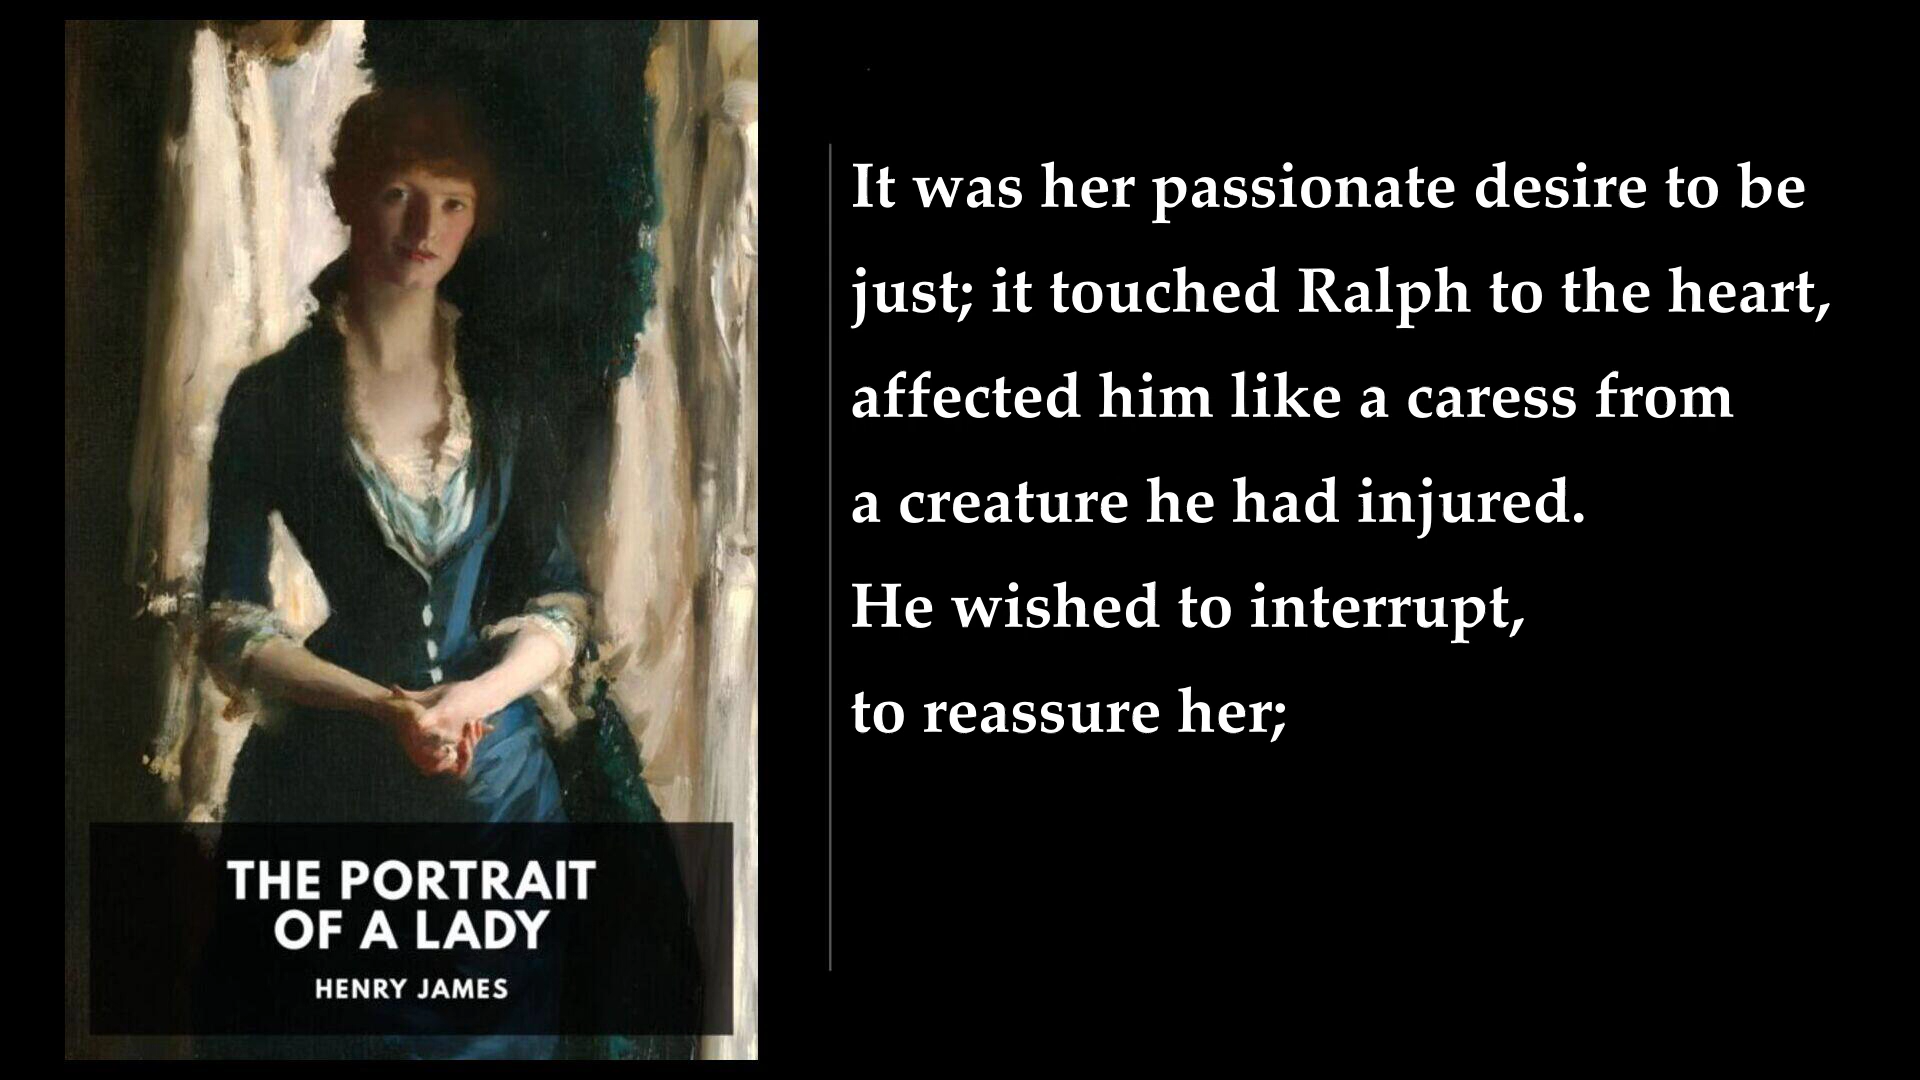 THE PORTRAIT
OF A LADY
HENRY JAMES
It was her passionate desire to be
just; it touched Ralph to the heart,
affected him like a caress from
a creature he had injured.
He wished to interrupt,
to reassure her;